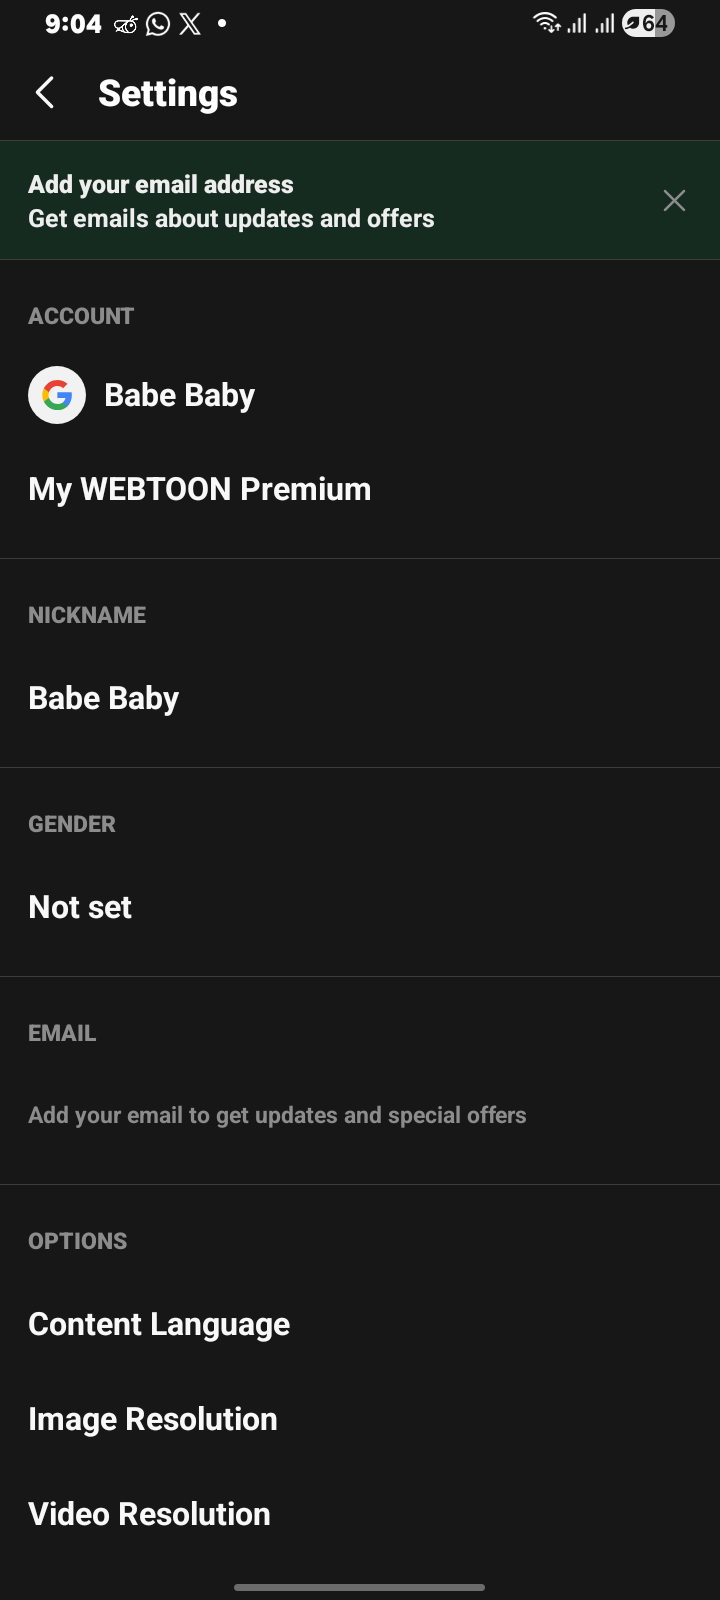 9:04
64
Settings
Add your email address
Get emails about updates and offers
ACCOUNT
Babe Baby
My WEBTOON Premium
NICKNAME
Babe Baby
GENDER
Not set
EMAIL
Add your email to get updates and special offers
OPTIONS
Content Language
Image Resolution
Video Resolution